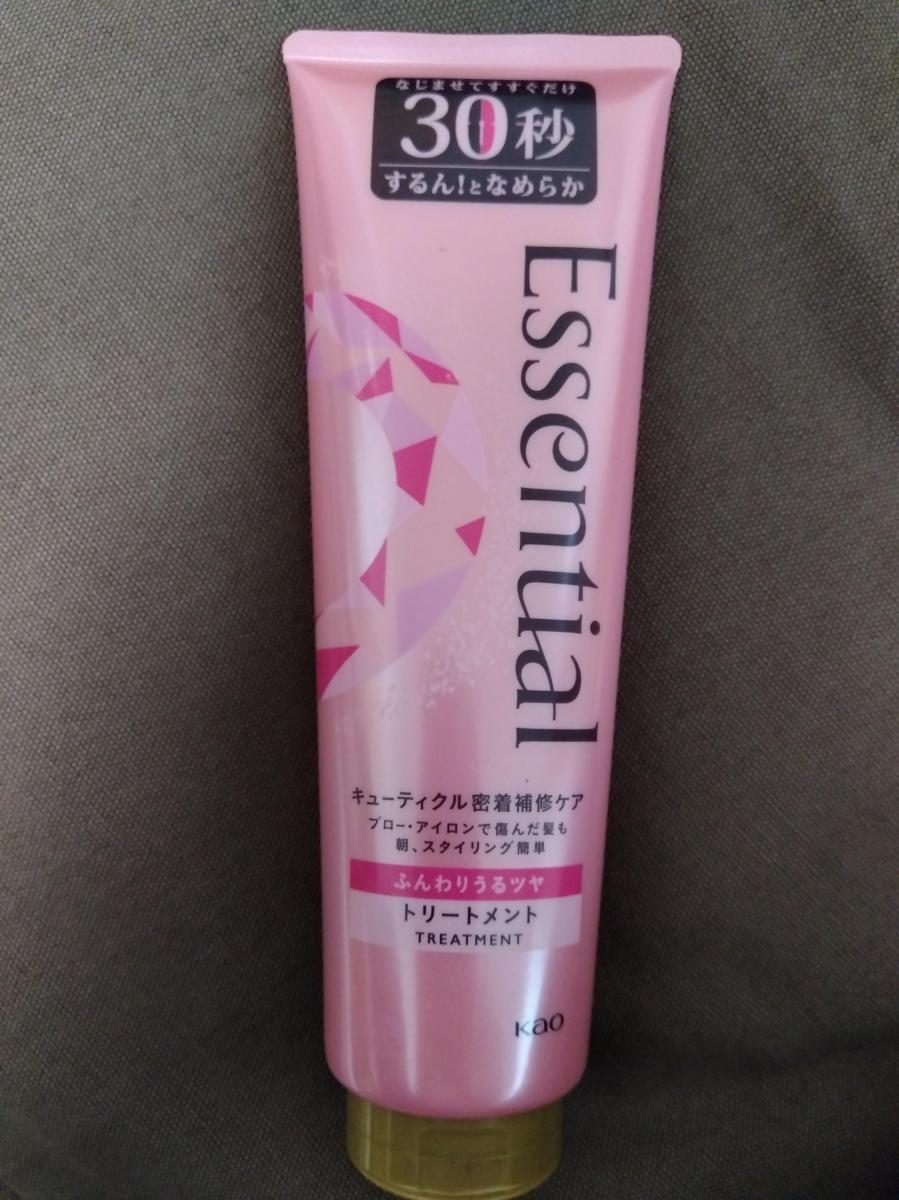 なじませてすすぐだけ
30秒
するん!となめらか
Essential
キューティクル密着補修ケア
ブロー・アイロンで傷んだ髪も
朝、スタイリング簡単
ふんわりうるツヤ
トリートメント
TREATMENT
Kao